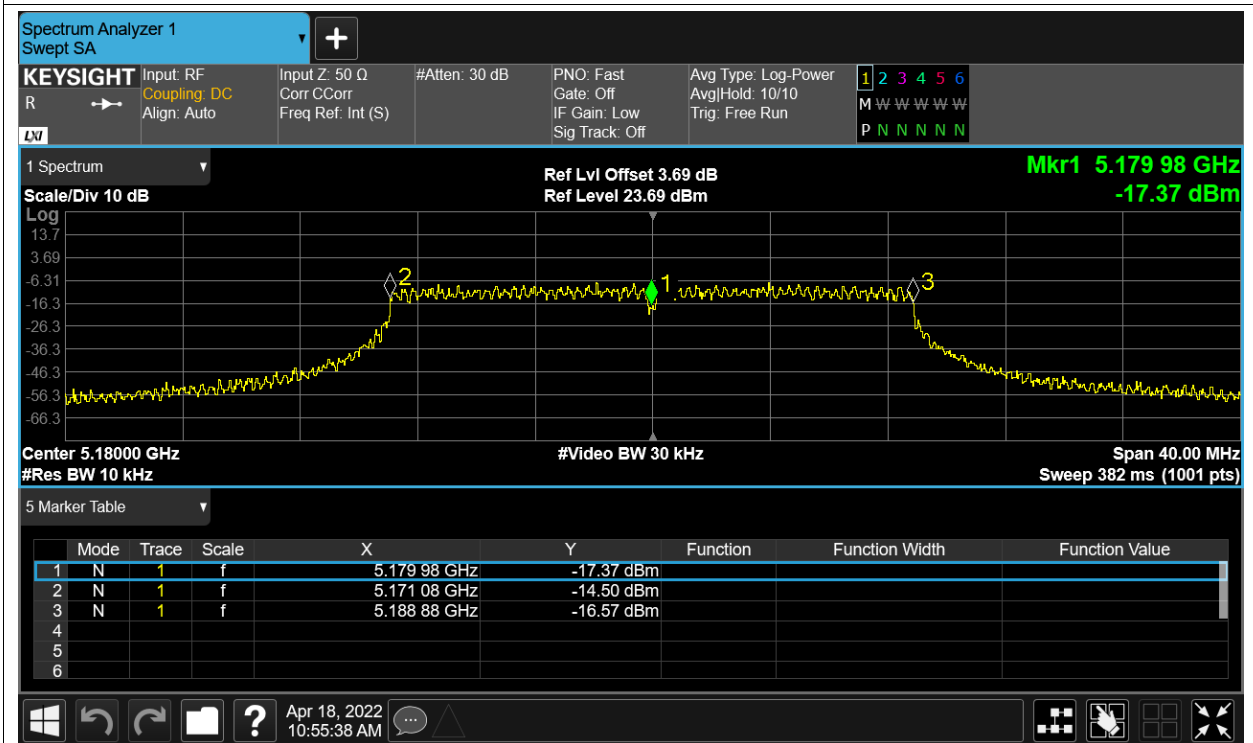 Spectrum Analyzer 1
Swept SA
+
KEYSIGHT Input: RF Input Z: 50 Ω #Atten: 30 dB PNO: Fast Avg Type: Log-Power 1 2 3 4 5 6
R Coupling: DC Corr CCorr Gate: Off Avg|Hold: 10/10 M W W W W W
Align: Auto Freq Ref: Int (S) IF Gain: Low Trig: Free Run
LXI Sig Track: Off P N N N N N
1 Spectrum Ref Lvl Offset 3.69 dB Mkr1 5.179 98 GHz
Scale/Div 10 dB Ref Level 23.69 dBm -17.37 dBm
Log
13.7
3.69
-6.31 2 1 3
-16.3
-26.3
-36.3
-46.3
-56.3
-66.3
Center 5.18000 GHz #Video BW 30 kHz Span 40.00 MHz
#Res BW 10 kHz Sweep 382 ms (1001 pts)
5 Marker Table
Mode Trace Scale X Y Function Function Width Function Value
1 N 1 f 5.179 98 GHz -17.37 dBm
2 N 1 f 5.171 08 GHz -14.50 dBm
3 N 1 f 5.188 88 GHz -16.57 dBm
4
5
6
? Apr 18, 2022
10:55:38 AM